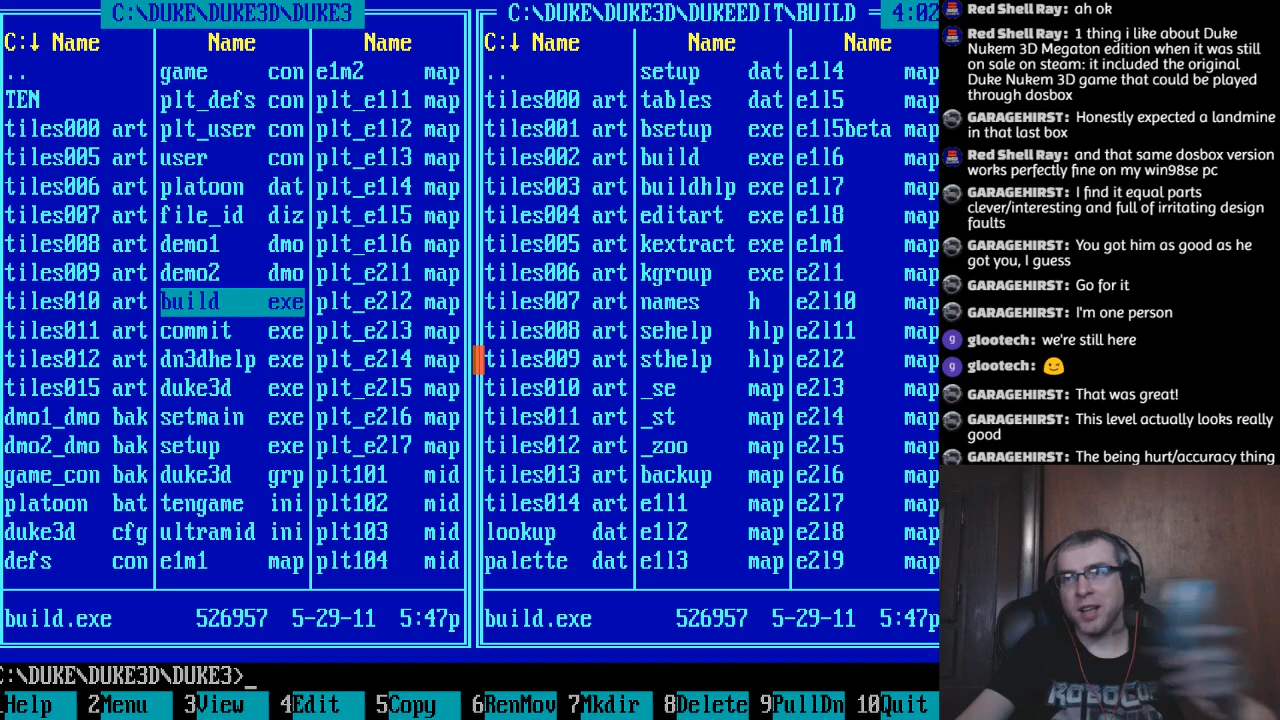 C:\DUKE\DUKE3D\DUKE3
C:↓ Name Name Name
.. game con e1m2 map
TEN plt_defs con plt_e1l1 map
tiles000 art plt_user con plt_e1l2 map
tiles005 art user con plt_e1l3 map
tiles006 art platoon dat plt_e1l4 map
tiles007 art file_id diz plt_e1l5 map
tiles008 art demo1 dmo plt_e1l6 map
tiles009 art demo2 dmo plt_e2l1 map
tiles010 art build exe plt_e2l2 map
tiles011 art commit exe plt_e2l3 map
tiles012 art dn3dhelp exe plt_e2l4 map
tiles015 art duke3d exe plt_e2l5 map
dmo1_dmo bak setmain exe plt_e2l6 map
dmo2_dmo bak setup exe plt_e2l7 map
game_con bak duke3d grp plt101 mid
platoon bat tengame ini plt102 mid
duke3d cfg ultramid ini plt103 mid
defs con e1m1 map plt104 mid
build.exe 526957 5-29-11 5:47p
C:\DUKE\DUKE3D\DUKEEDIT\BUILD 4:02
C:↓ Name Name Name
.. setup dat e1l4 map
tiles000 art tables dat e1l5 map
tiles001 art bsetup exe e1l5beta map
tiles002 art build exe e1l6 map
tiles003 art buildhlp exe e1l7 map
tiles004 art editart exe e1l8 map
tiles005 art kextract exe e1m1 map
tiles006 art kgroup exe e2l1 map
tiles007 art names h e2l10 map
tiles008 art sehelp hlp e2l11 map
tiles009 art sthelp hlp e2l2 map
tiles010 art _se map e2l3 map
tiles011 art _st map e2l4 map
tiles012 art _zoo map e2l5 map
tiles013 art backup map e2l6 map
tiles014 art e1l1 map e2l7 map
lookup dat e1l2 map e2l8 map
palette dat e1l3 map e2l9 map
build.exe 526957 5-29-11 5:47p
C:\DUKE\DUKE3D\DUKE3>_
Help 2Menu 3View 4Edit 5Copy 6RenMov 7Mkdir 8Delete 9PullDn 10Quit
Red Shell Ray: ah ok
Red Shell Ray: 1 thing i like about Duke
Nukem 3D Megaton edition when it was still
on sale on steam: it included the original
Duke Nukem 3D game that could be played
through dosbox
GARAGEHIRST: Honestly expected a landmine
in that last box
Red Shell Ray: and that same dosbox version
works perfectly fine on my win98se pc
GARAGEHIRST: I find it equal parts
clever/interesting and full of irritating design
faults
GARAGEHIRST: You got him as good as he
got you, I guess
GARAGEHIRST: Go for it
GARAGEHIRST: I'm one person
g glootech: we're still here
g glootech: 😉
GARAGEHIRST: That was great!
GARAGEHIRST: This level actually looks really
good
GARAGEHIRST: The being hurt/accuracy thing
ROBOCOP